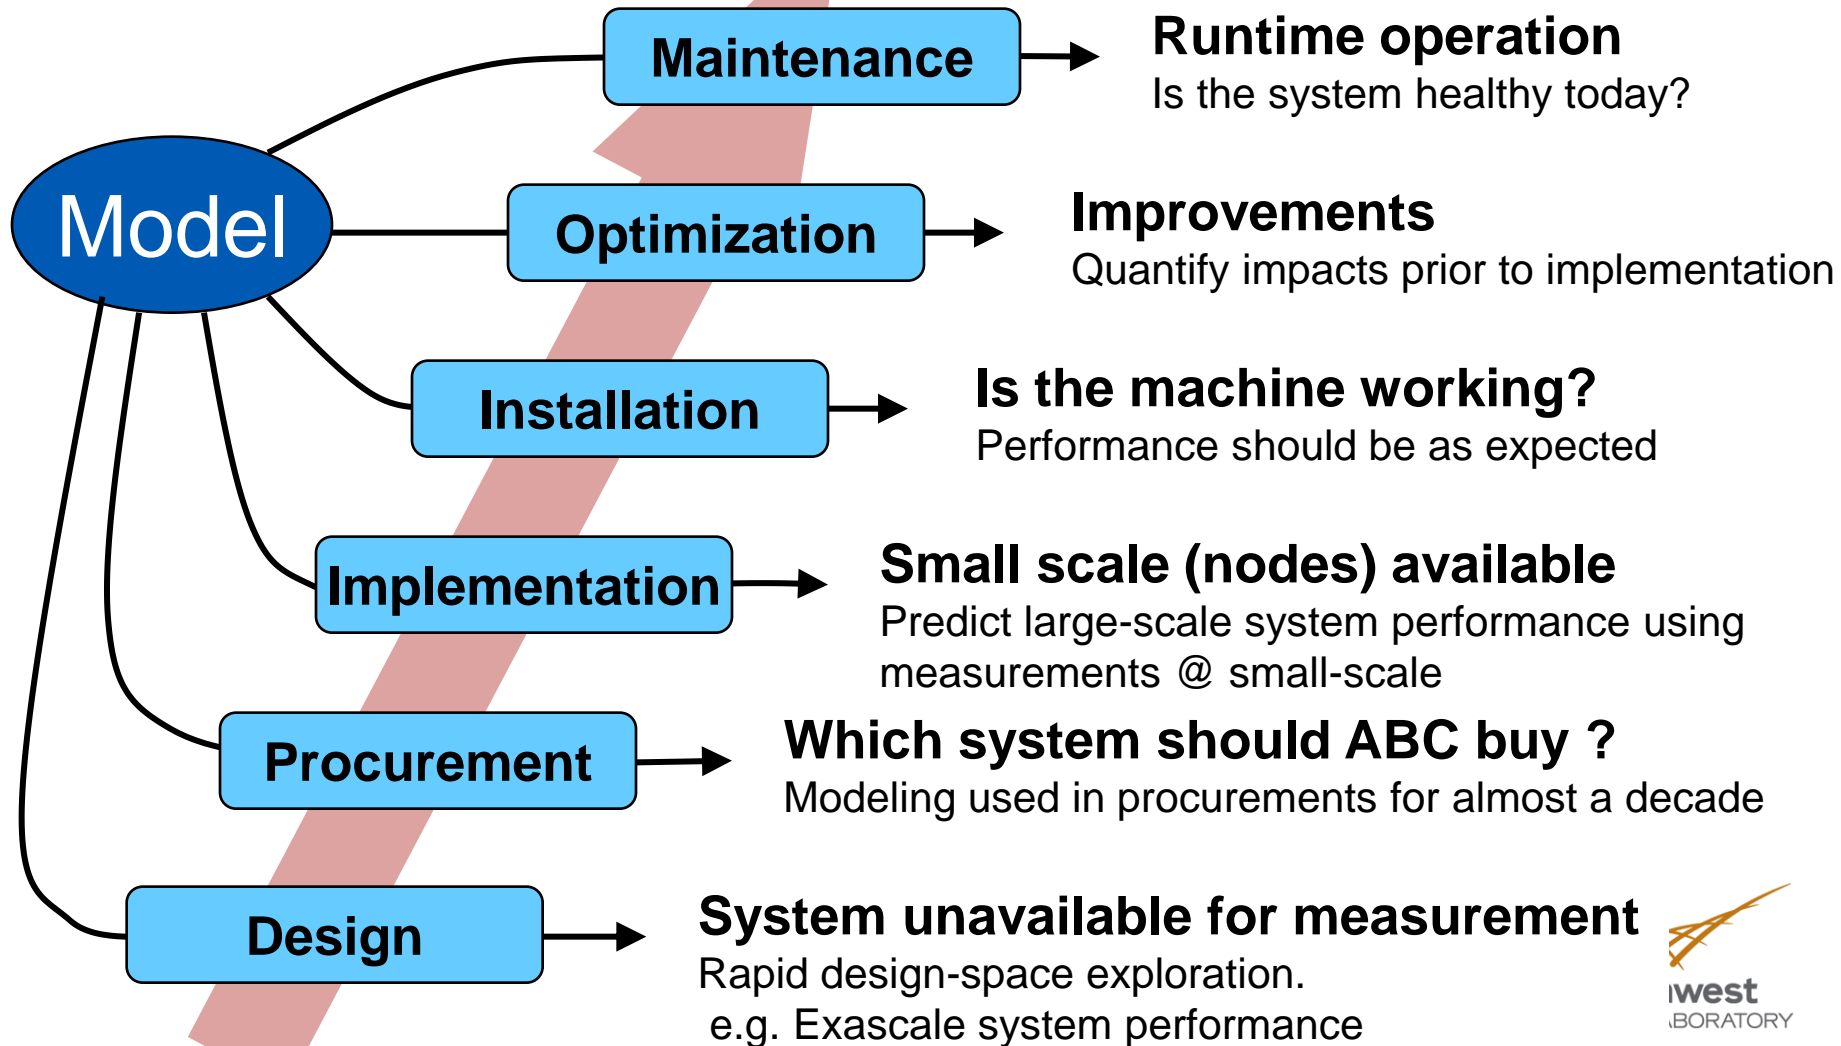 Maintenance
Runtime operation
Is the system healthy today?
Model
Optimization
Improvements
Quantify impacts prior to implementation
Installation
Is the machine working?
Performance should be as expected
Implementation
Small scale (nodes) available
Predict large-scale system performance using
measurements @ small-scale
Procurement
Which system should ABC buy ?
Modeling used in procurements for almost a decade
Design
System unavailable for measurement
Rapid design-space exploration.
e.g. Exascale system performance
west
BORATORY